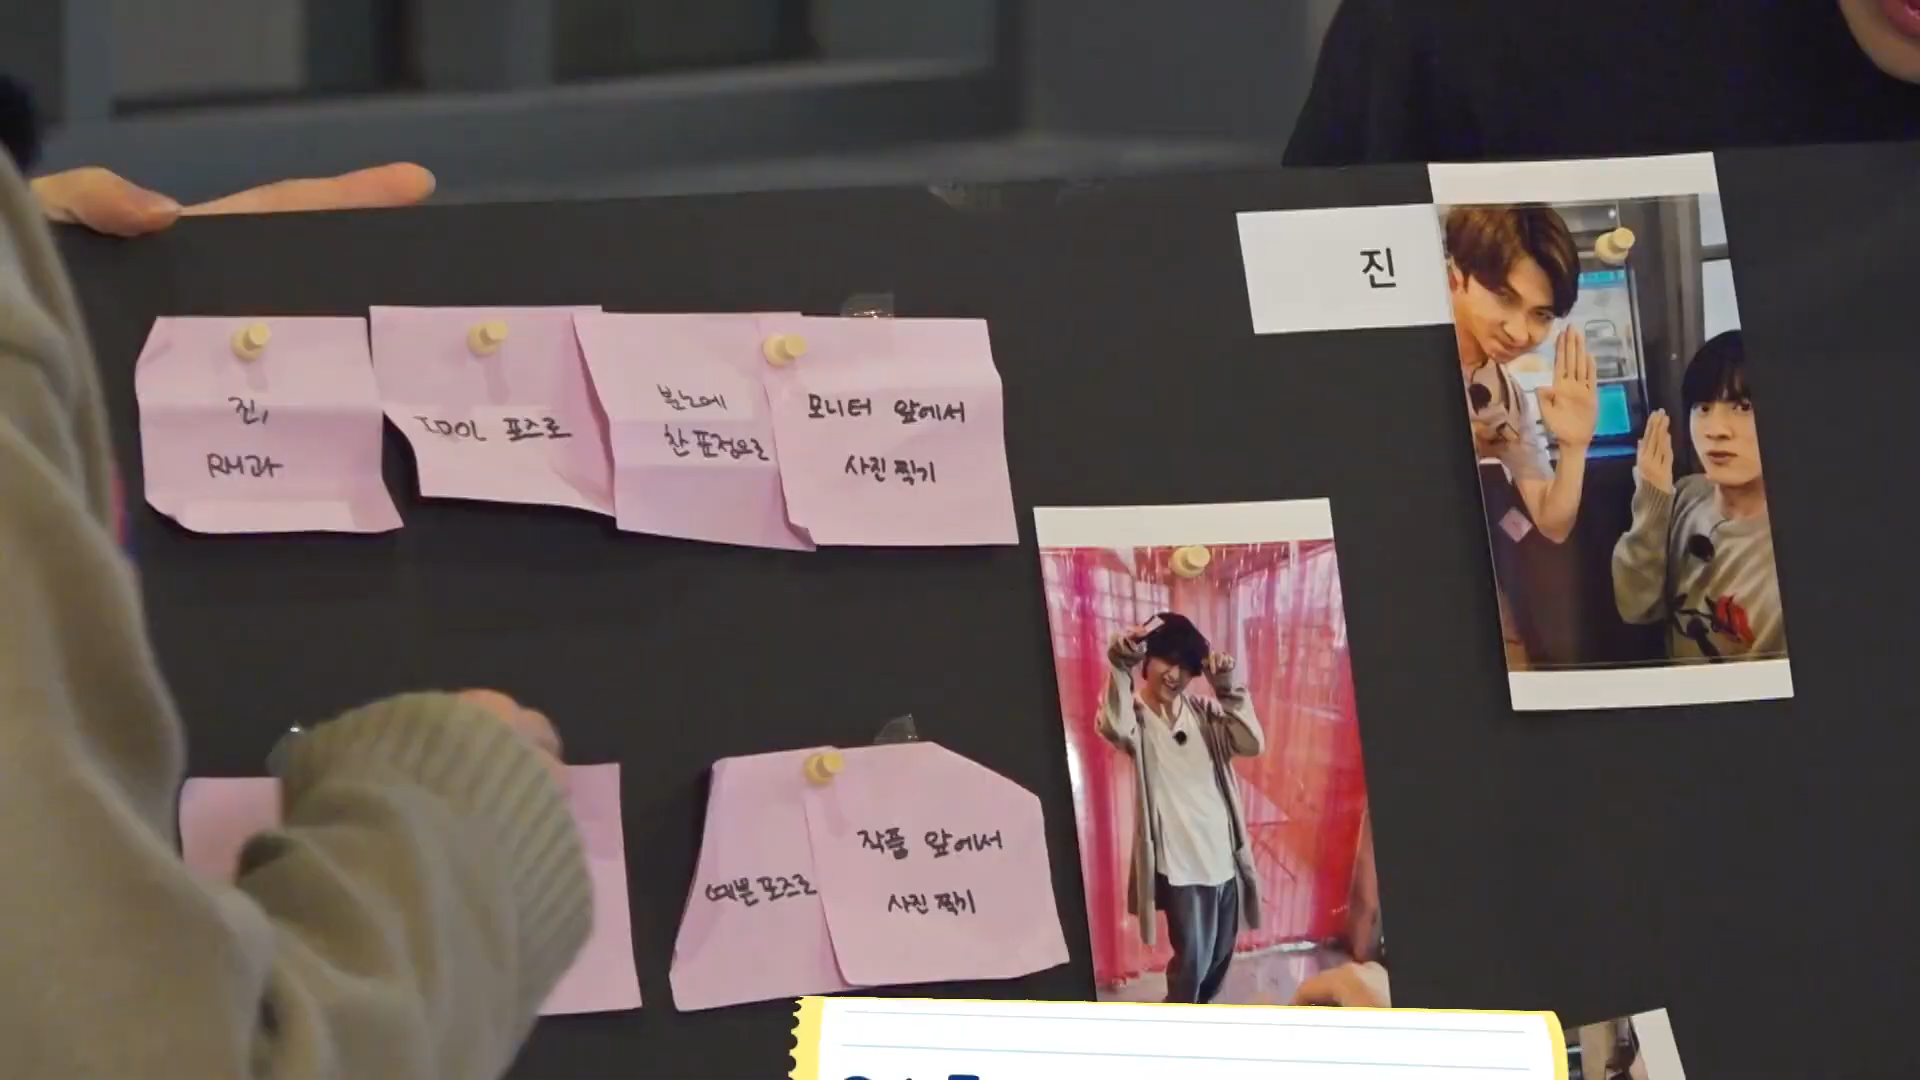 진
진,
RM과
IDOL 포즈로
분노에
찬 표정으로
모니터 앞에서
사진 찍기
예쁜 포즈로
작품 앞에서
사진 찍기